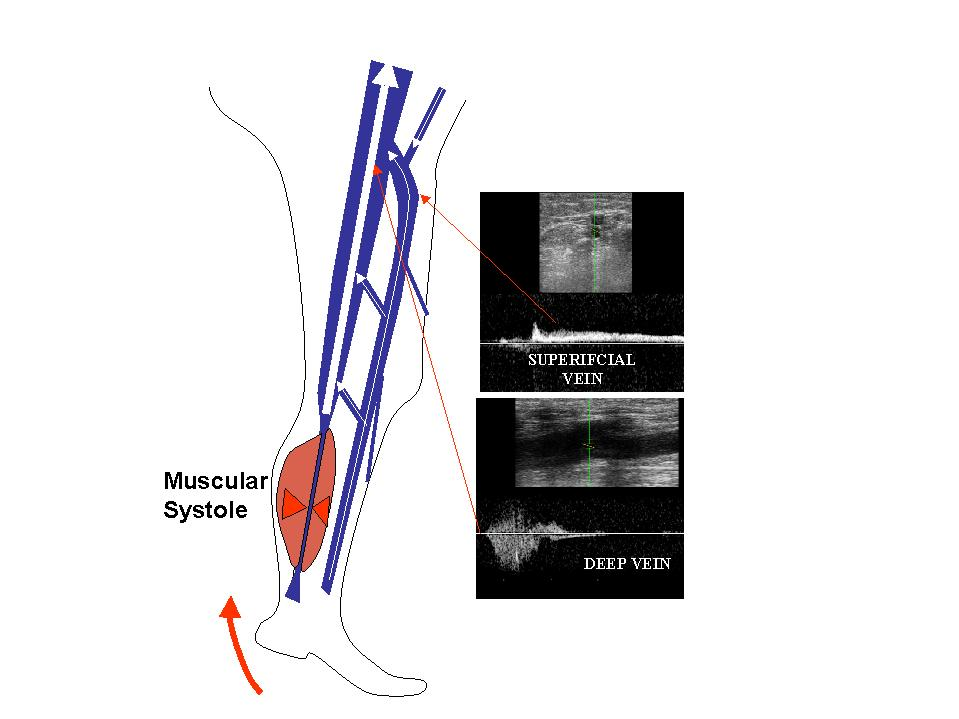 SUPERIFCIAL
VEIN
Muscular
Systole
DEEP VEIN